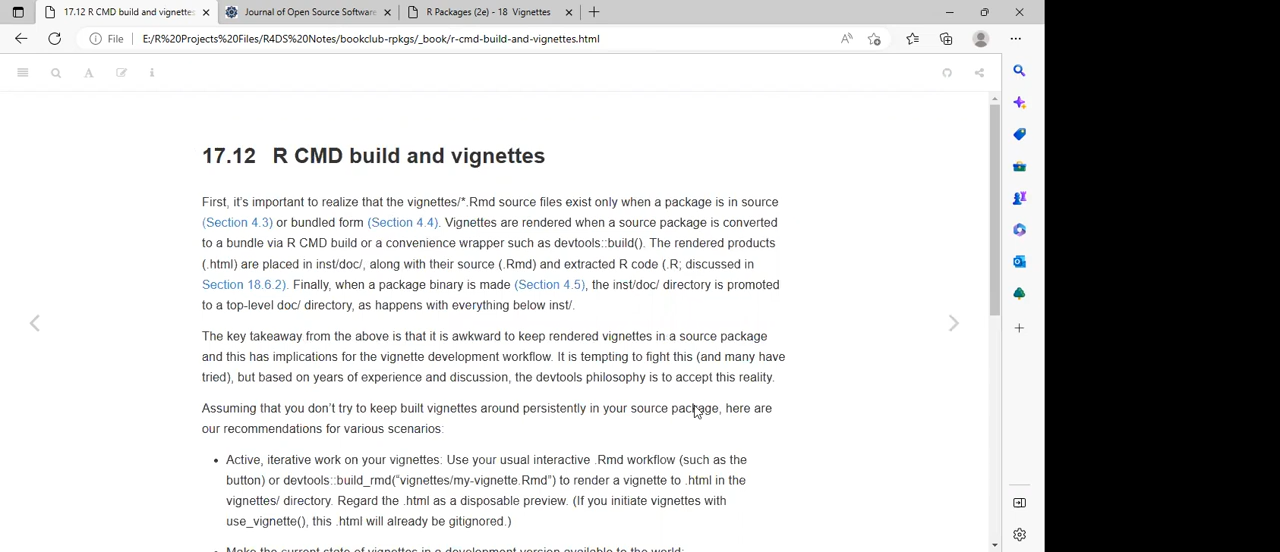 17.12 R CMD build and vignettes
Journal of Open Source Software
R Packages (2e) - 18 Vignettes
File
E:/R%20Projects%20Files/R4DS%20Notes/bookclub-rpkgs/_book/r-cmd-build-and-vignettes.html
17.12 R CMD build and vignettes
First, it's important to realize that the vignettes/*.Rmd source files exist only when a package is in source
(Section 4.3) or bundled form (Section 4.4). Vignettes are rendered when a source package is converted
to a bundle via R CMD build or a convenience wrapper such as devtools::build(). The rendered products
(.html) are placed in inst/doc/, along with their source (.Rmd) and extracted R code (.R; discussed in
Section 18.6.2). Finally, when a package binary is made (Section 4.5), the inst/doc/ directory is promoted
to a top-level doc/ directory, as happens with everything below inst/.
The key takeaway from the above is that it is awkward to keep rendered vignettes in a source package
and this has implications for the vignette development workflow. It is tempting to fight this (and many have
tried), but based on years of experience and discussion, the devtools philosophy is to accept this reality.
Assuming that you don't try to keep built vignettes around persistently in your source package, here are
our recommendations for various scenarios:
• Active, iterative work on your vignettes: Use your usual interactive .Rmd workflow (such as the
button) or devtools::build_rmd("vignettes/my-vignette.Rmd") to render a vignette to .html in the
vignettes/ directory. Regard the .html as a disposable preview. (If you initiate vignettes with
use_vignette(), this .html will already be gitignored.)
• Make the current state of vignettes in a development version available to the world: